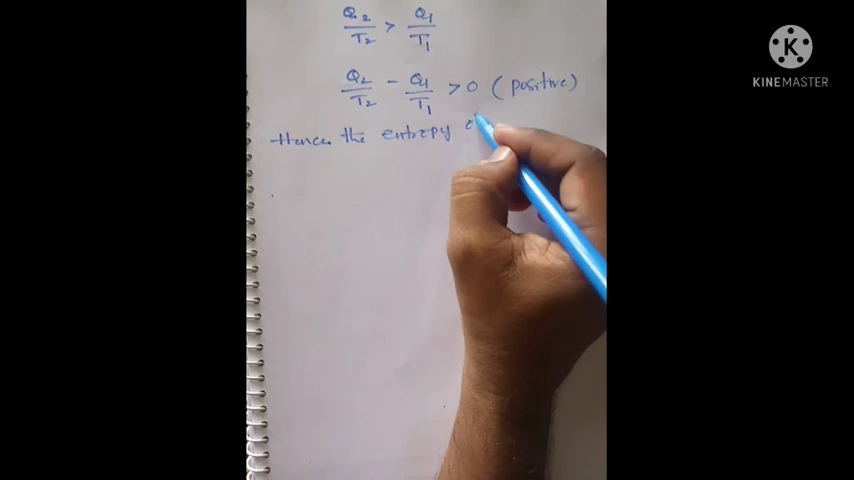 Q₂/T₂ > Q₁/T₁
Q₂/T₂ - Q₁/T₁ > 0 (positive)
Hence the entropy
KINEMASTER